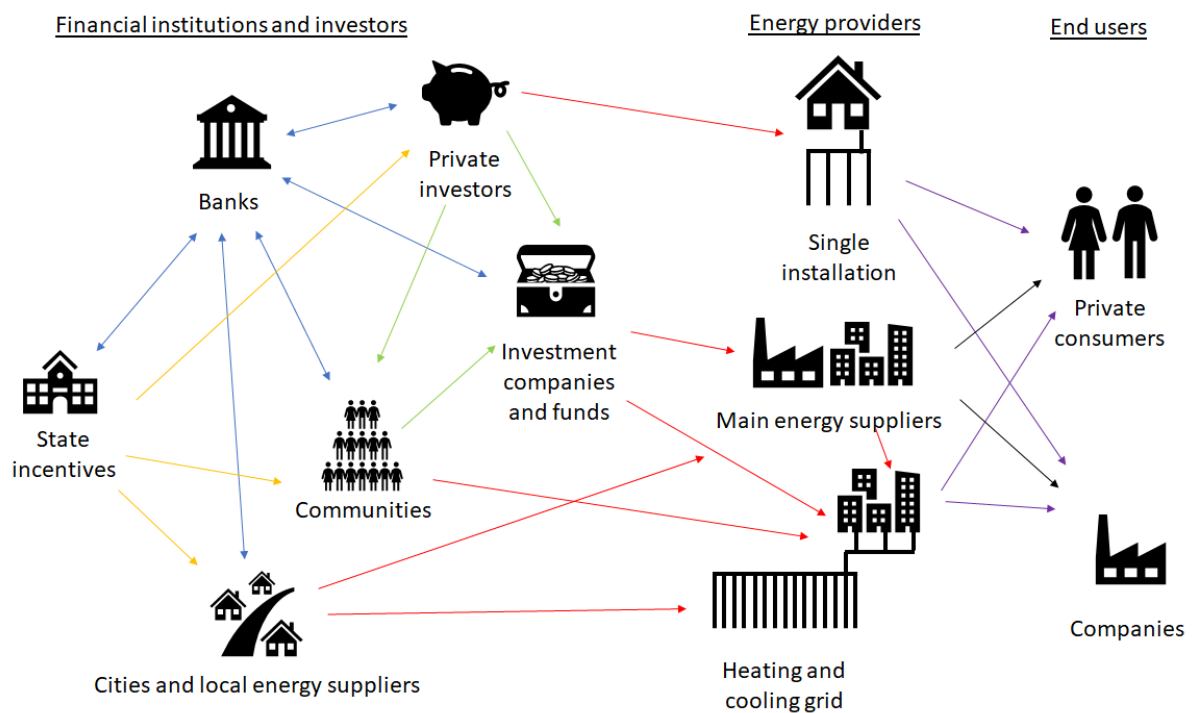 Financial institutions and investors
Energy providers
End users
Private
investors
Banks
Single
installation
Private
consumers
Investment
companies
and funds
Main energy suppliers
State
incentives
Communities
Companies
Heating and
cooling grid
Cities and local energy suppliers